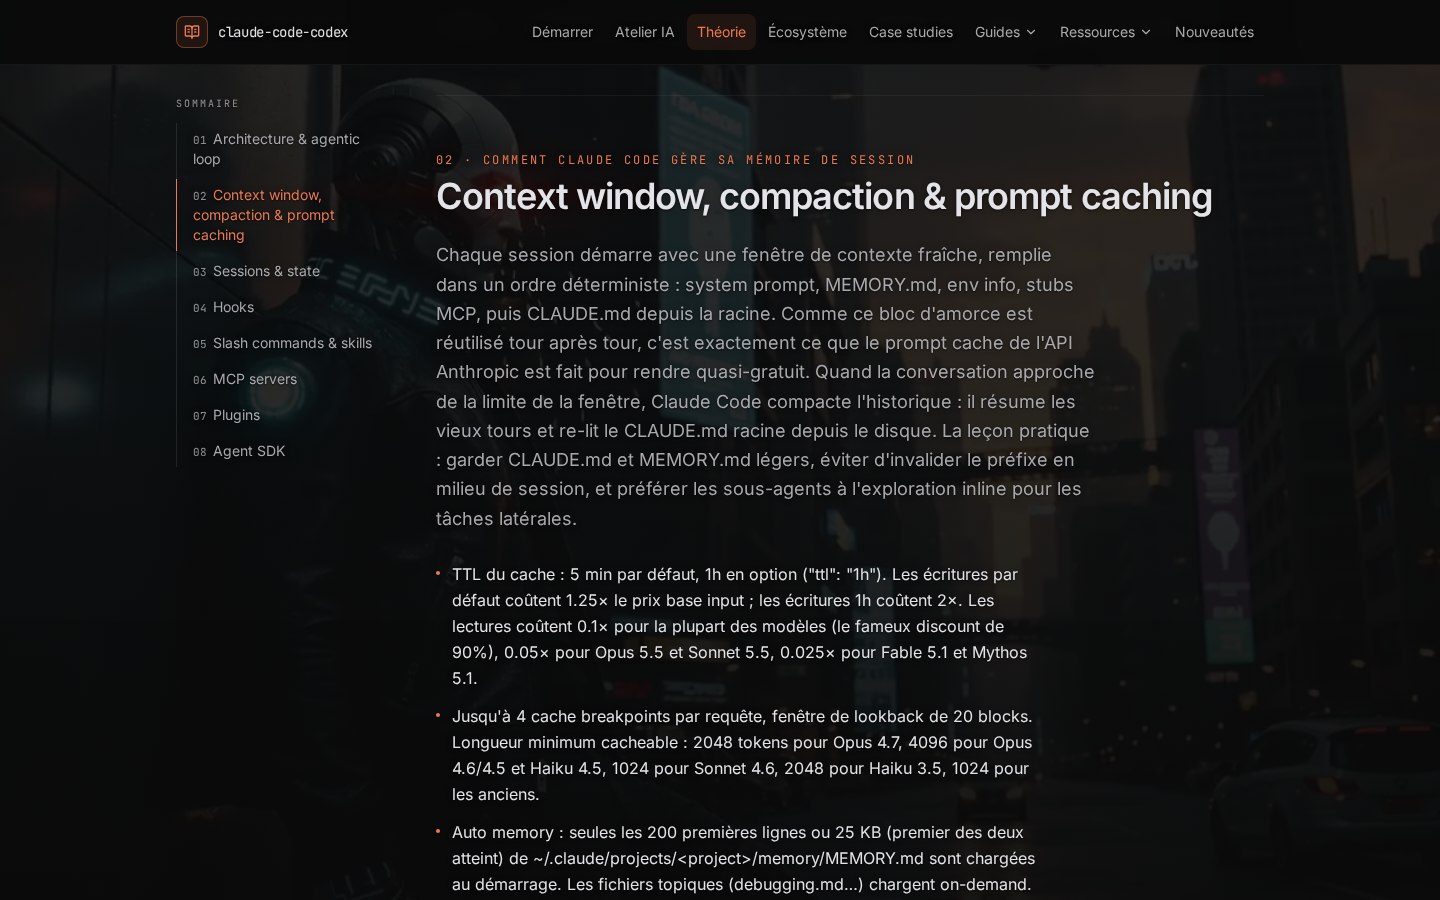 claude-code-codex
Démarrer
Atelier IA
Théorie
Écosystème
Case studies
Guides
Ressources
Nouveautés
SOMMAIRE
01 Architecture & agentic
loop
02 Context window,
compaction & prompt
caching
03 Sessions & state
04 Hooks
05 Slash commands & skills
06 MCP servers
07 Plugins
08 Agent SDK
02 · COMMENT CLAUDE CODE GÈRE SA MÉMOIRE DE SESSION
Context window, compaction & prompt caching
Chaque session démarre avec une fenêtre de contexte fraîche, remplie
dans un ordre déterministe : system prompt, MEMORY.md, env info, stubs
MCP, puis CLAUDE.md depuis la racine. Comme ce bloc d'amorce est
réutilisé tour après tour, c'est exactement ce que le prompt cache de l'API
Anthropic est fait pour rendre quasi-gratuit. Quand la conversation approche
de la limite de la fenêtre, Claude Code compacte l'historique : il résume les
vieux tours et re-lit le CLAUDE.md racine depuis le disque. La leçon pratique
: garder CLAUDE.md et MEMORY.md légers, éviter d'invalider le préfixe en
milieu de session, et préférer les sous-agents à l'exploration inline pour les
tâches latérales.
• TTL du cache : 5 min par défaut, 1h en option ("ttl": "1h"). Les écritures par
défaut coûtent 1.25× le prix base input ; les écritures 1h coûtent 2×. Les
lectures coûtent 0.1× pour la plupart des modèles (le fameux discount de
90%), 0.05× pour Opus 5.5 et Sonnet 5.5, 0.025× pour Fable 5.1 et Mythos
5.1.
• Jusqu'à 4 cache breakpoints par requête, fenêtre de lookback de 20 blocks.
Longueur minimum cacheable : 2048 tokens pour Opus 4.7, 4096 pour Opus
4.6/4.5 et Haiku 4.5, 1024 pour Sonnet 4.6, 2048 pour Haiku 3.5, 1024 pour
les anciens.
• Auto memory : seules les 200 premières lignes ou 25 KB (premier des deux
atteint) de ~/.claude/projects/<project>/memory/MEMORY.md sont chargées
au démarrage. Les fichiers topiques (debugging.md…) chargent on-demand.